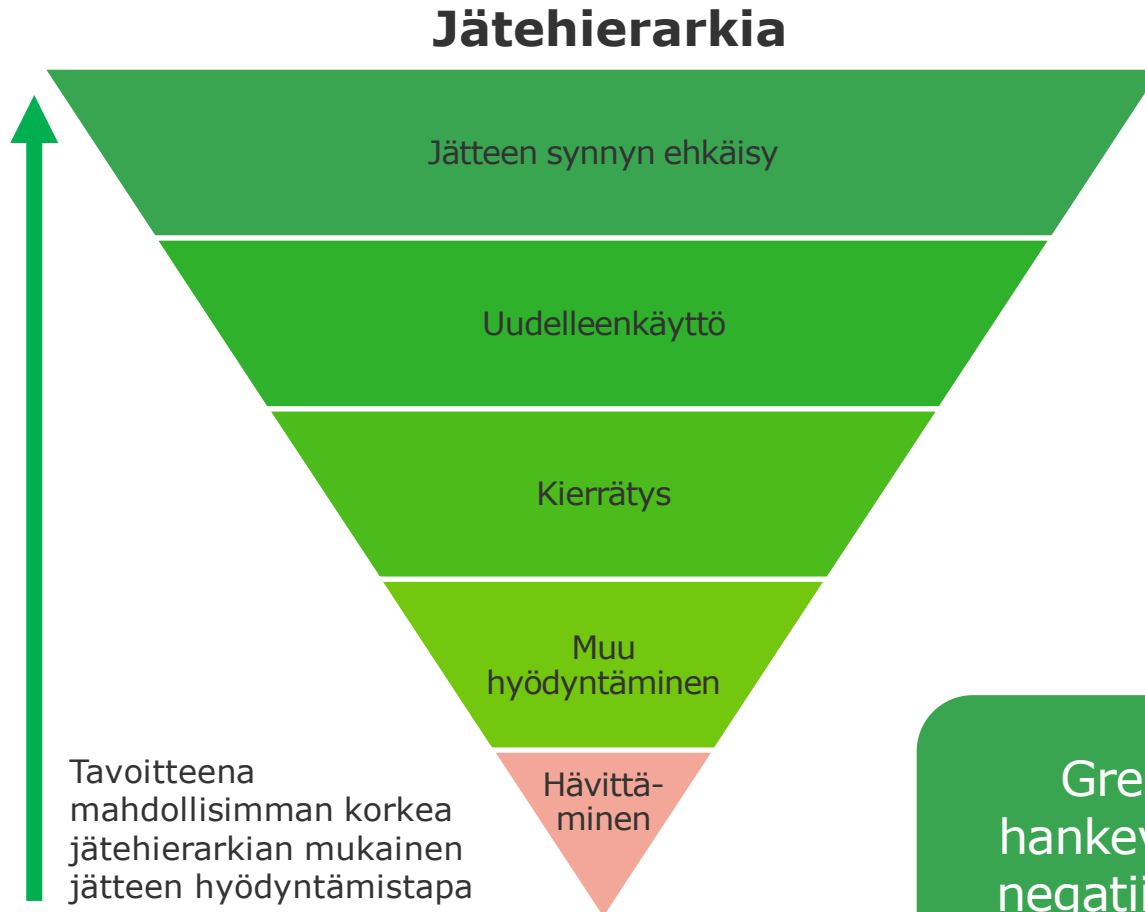 Jätehierarkia
Jätteen synnyn ehkäisy
Uudelleenkäyttö
Kierrätys
Muu
hyödyntäminen
Hävittä-
minen
Tavoitteena
mahdollisimman korkea
jätehierarkian mukainen
jätteen hyödyntämistapa